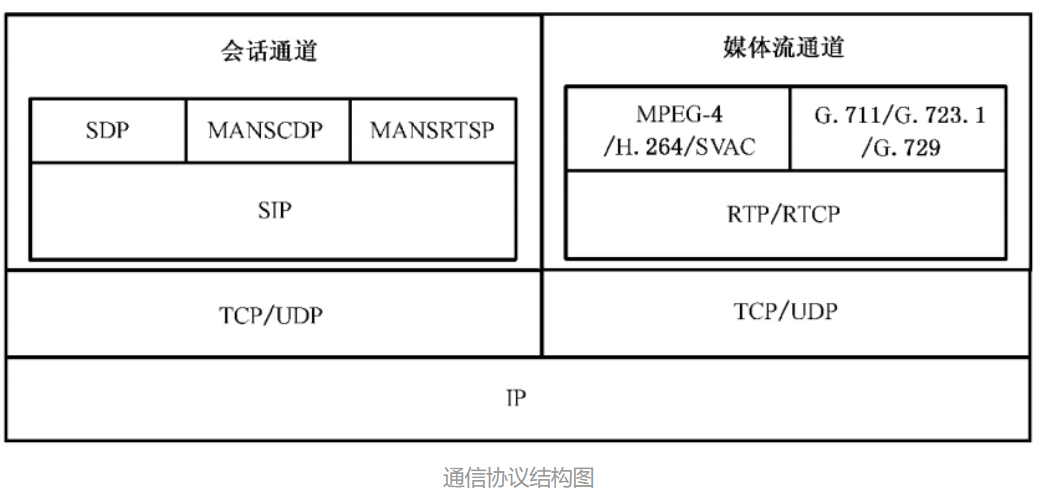 会话通道
媒体流通道
SDP
MANSCDP
MANSRTSP
MPEG-4
/H.264/SVAC
G.711/G.723.1
/G.729
SIP
RTP/RTCP
TCP/UDP
TCP/UDP
IP
通信协议结构图